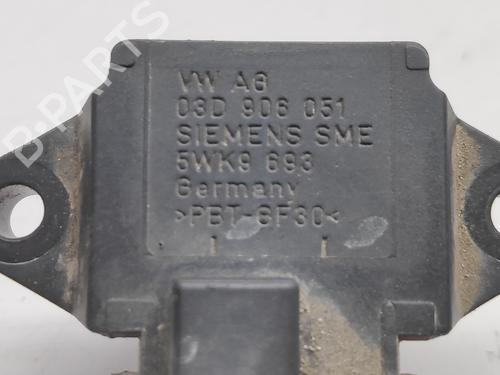 B-PARTS
VW AG
03D 906 051
SIEMENS SME
5WK9 693
Germany
>PBT-GF30<